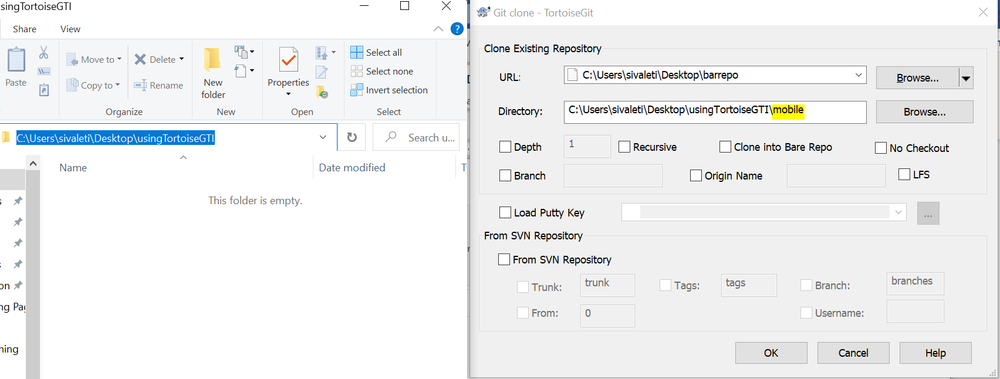 singTortoiseGTI
Share View
Paste
Move to
Copy to
Delete
Rename
Organize
New
folder
New
Properties
Open
Select all
Select none
Invert selection
Select
C:\Users\sivaleti\Desktop\usingTortoiseGTI
Search u...
Name Date modified
This folder is empty.
on
ng Pag
ning
Git clone - TortoiseGit
Clone Existing Repository
URL: C:\Users\sivaleti\Desktop\barrepo Browse...
Directory: C:\Users\sivaleti\Desktop\usingTortoiseGTI\mobile Browse...
Depth 1 Recursive Clone into Bare Repo No Checkout
Branch Origin Name LFS
Load Putty Key ...
From SVN Repository
From SVN Repository
Trunk: trunk Tags: tags Branch: branches
From: 0 Username:
OK Cancel Help